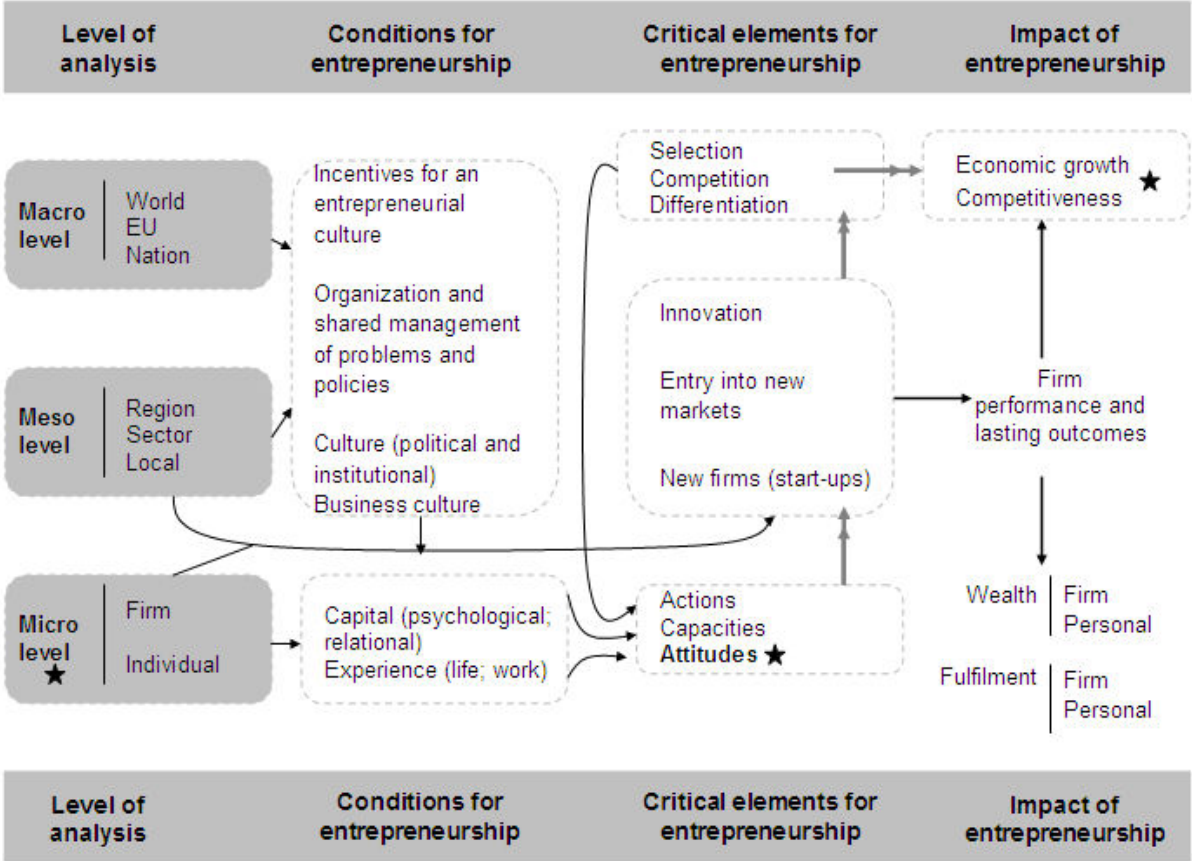 Level of
analysis
Conditions for
entrepreneurship
Critical elements for
entrepreneurship
Impact of
entrepreneurship
Macro
level
World
EU
Nation
Incentives for an
entrepreneurial
culture
Organization and
shared management
of problems and
policies
Culture (political and
institutional)
Business culture
Selection
Competition
Differentiation
Economic growth
Competitiveness
Meso
level
Region
Sector
Local
Innovation
Entry into new
markets
New firms (start-ups)
Firm
performance and
lasting outcomes
Micro
level
Firm
Individual
Capital (psychological;
relational)
Experience (life; work)
Actions
Capacities
Attitudes
Wealth
Firm
Personal
Fulfilment
Firm
Personal
Level of
analysis
Conditions for
entrepreneurship
Critical elements for
entrepreneurship
Impact of
entrepreneurship